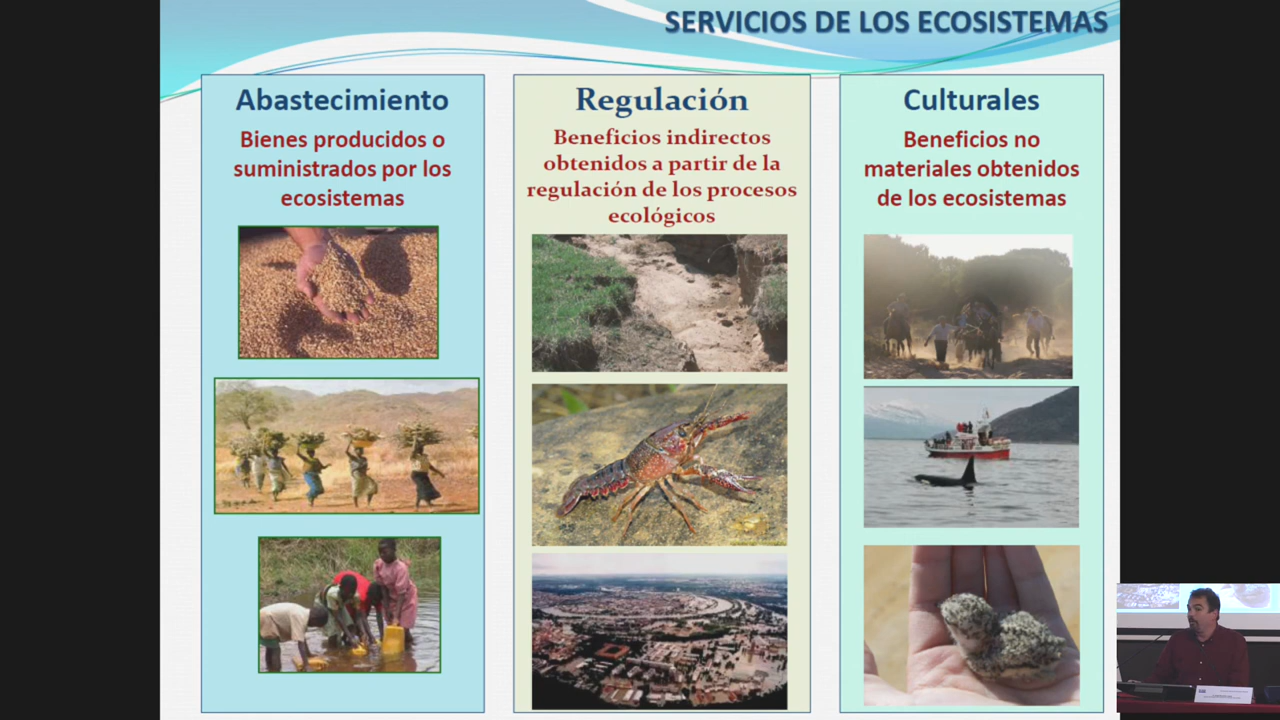 SERVICIOS DE LOS ECOSISTEMAS
Abastecimiento
Bienes producidos o
suministrados por los
ecosistemas
Regulación
Beneficios indirectos
obtenidos a partir de la
regulación de los procesos
ecológicos
Culturales
Beneficios no
materiales obtenidos
de los ecosistemas